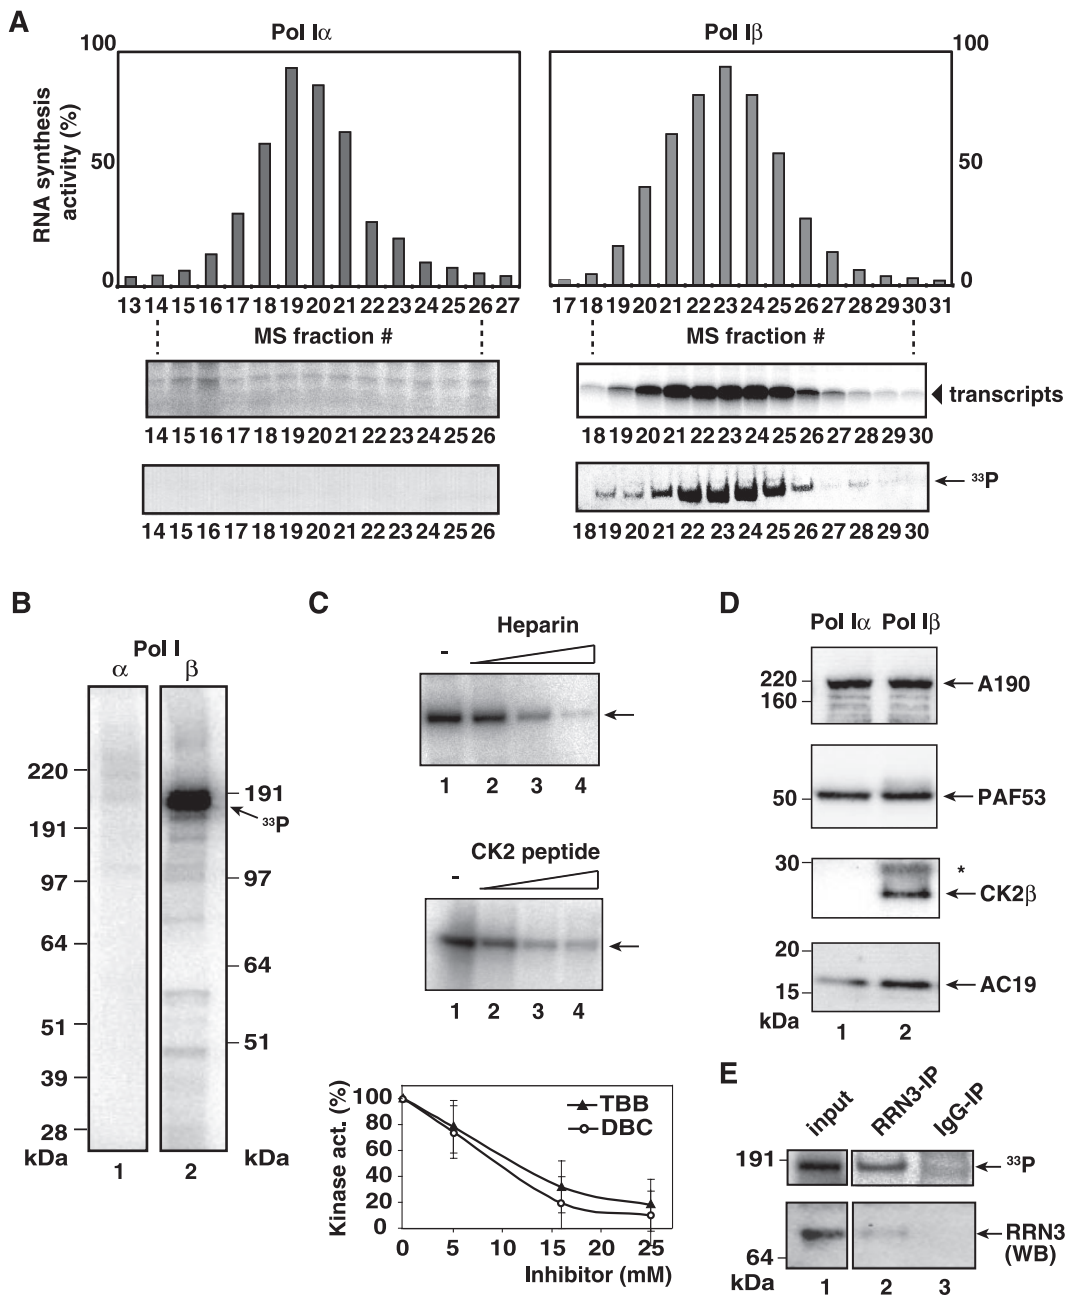 A
Pol Iα
Pol Iβ
100
100
RNA synthesis
activity (%)
50
50
0
0
13 14 15 16 17 18 19 20 21 22 23 24 25 26 27
17 18 19 20 21 22 23 24 25 26 27 28 29 30 31
MS fraction #
MS fraction #
transcripts
14 15 16 17 18 19 20 21 22 23 24 25 26
18 19 20 21 22 23 24 25 26 27 28 29 30
33P
14 15 16 17 18 19 20 21 22 23 24 25 26
18 19 20 21 22 23 24 25 26 27 28 29 30
B
Pol I
α β
220
191
97
64
51
39
28
kDa
191
33P
97
64
51
kDa
1 2
C
Heparin
-
1 2 3 4
CK2 peptide
-
1 2 3 4
Kinase act. (%)
100
80
60
40
20
0
TBB
DBC
0 5 10 15 20 25
Inhibitor (mM)
D
Pol Iα Pol Iβ
220
160
A190
50
PAF53
30
*
CK2β
20
15
AC19
kDa
1 2
E
input
RRN3-IP
IgG-IP
191
33P
RRN3
(WB)
64
kDa
1 2 3